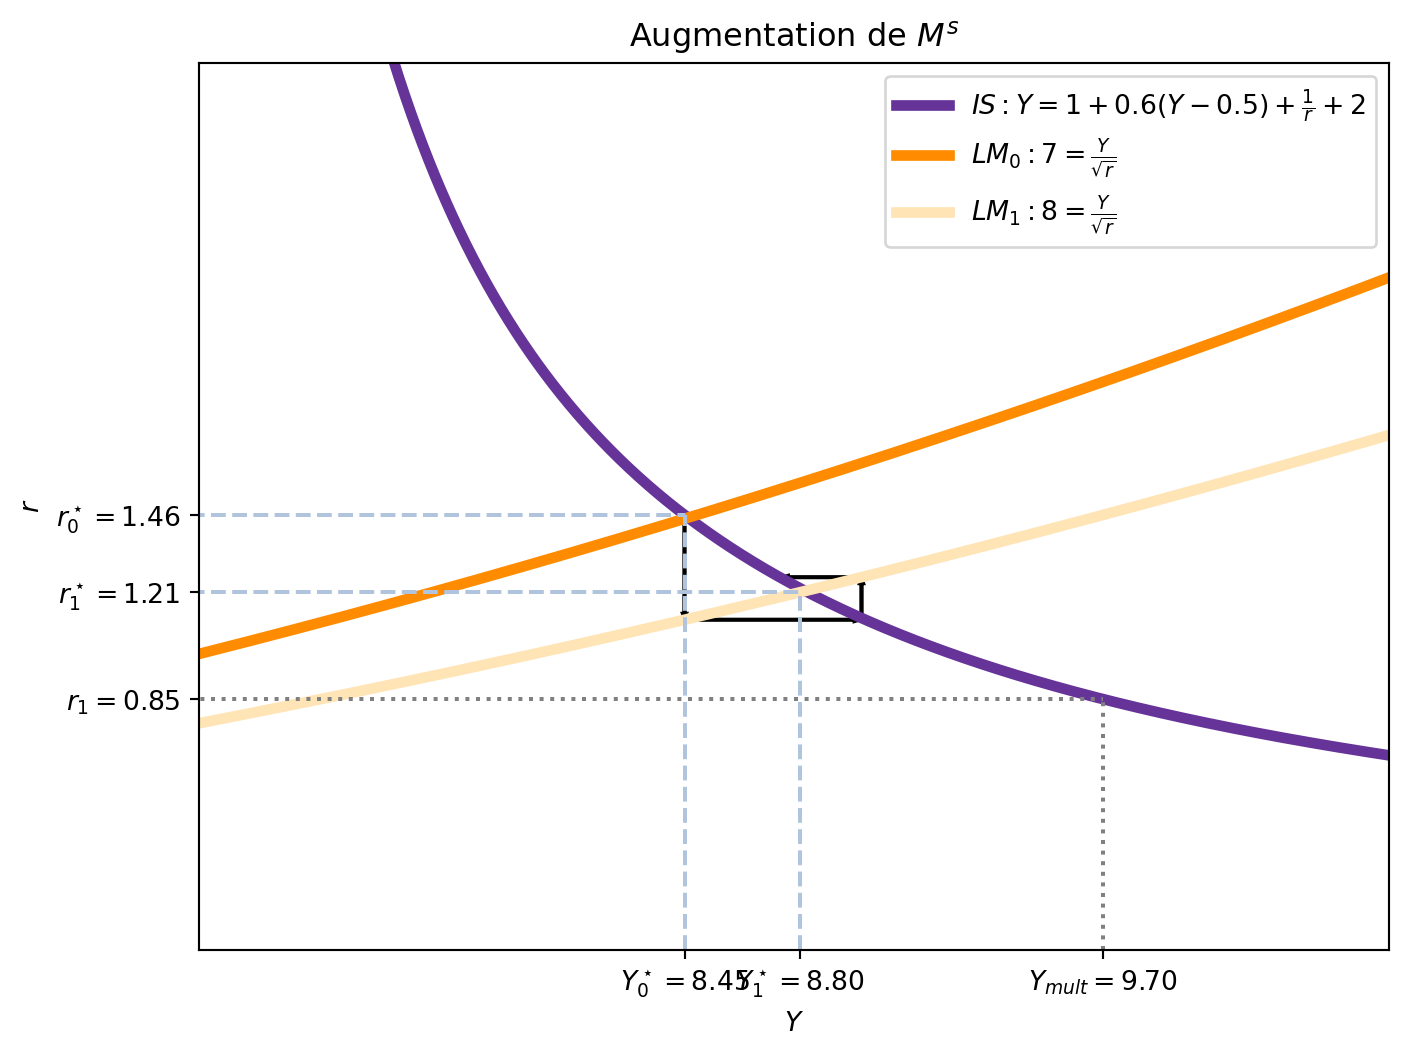 Augmentation de $M^s$
$IS : Y = 1 + 0.6(Y - 0.5) + \frac{1}{r} + 2$
$LM_0 : 7 = \frac{Y}{\sqrt{r}}$
$LM_1 : 8 = \frac{Y}{\sqrt{r}}$
$r$
$r_0^\star = 1.46$
$r_1^\star = 1.21$
$r_1 = 0.85$
$Y_0^\star = 8.45$
$Y_1^\star = 8.80$
$Y_{mult} = 9.70$
$Y$